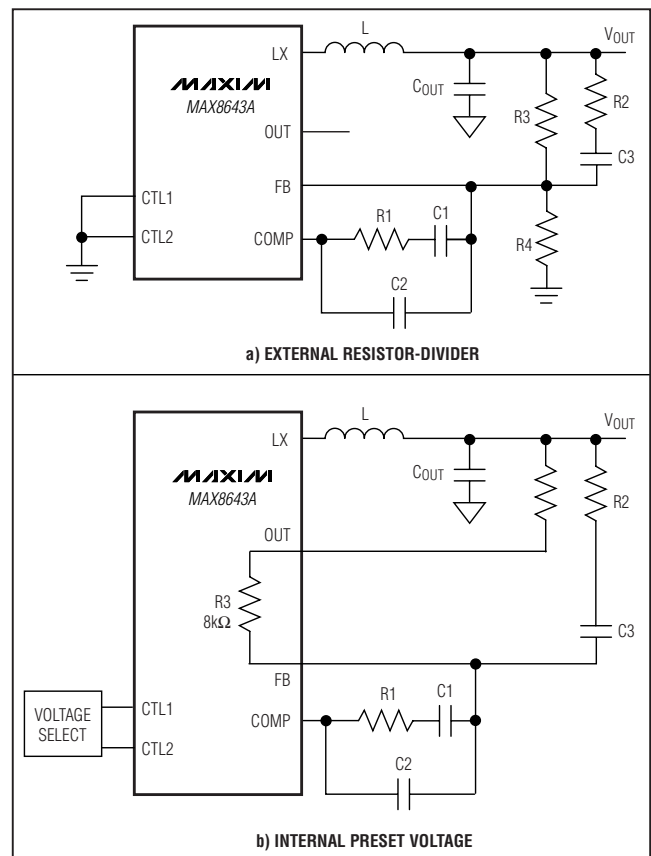 LX
L
VOUT
MAXIM
MAX8643A
COUT
R3
R2
OUT
C3
FB
CTL1
R1
C1
CTL2
COMP
R4
C2
a) EXTERNAL RESISTOR-DIVIDER
L
VOUT
LX
MAXIM
MAX8643A
COUT
R2
OUT
R3
8kΩ
C3
FB
VOLTAGE
SELECT
CTL1
R1
C1
COMP
CTL2
C2
b) INTERNAL PRESET VOLTAGE